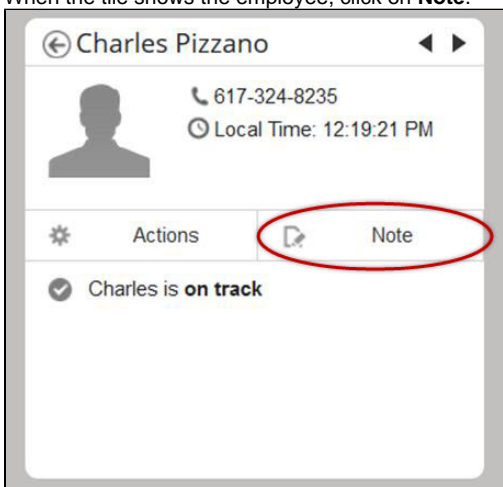 When the tile shows the employee, click on Note.
Charles Pizzano
617-324-8235
Local Time: 12:19:21 PM
Actions
Note
Charles is on track